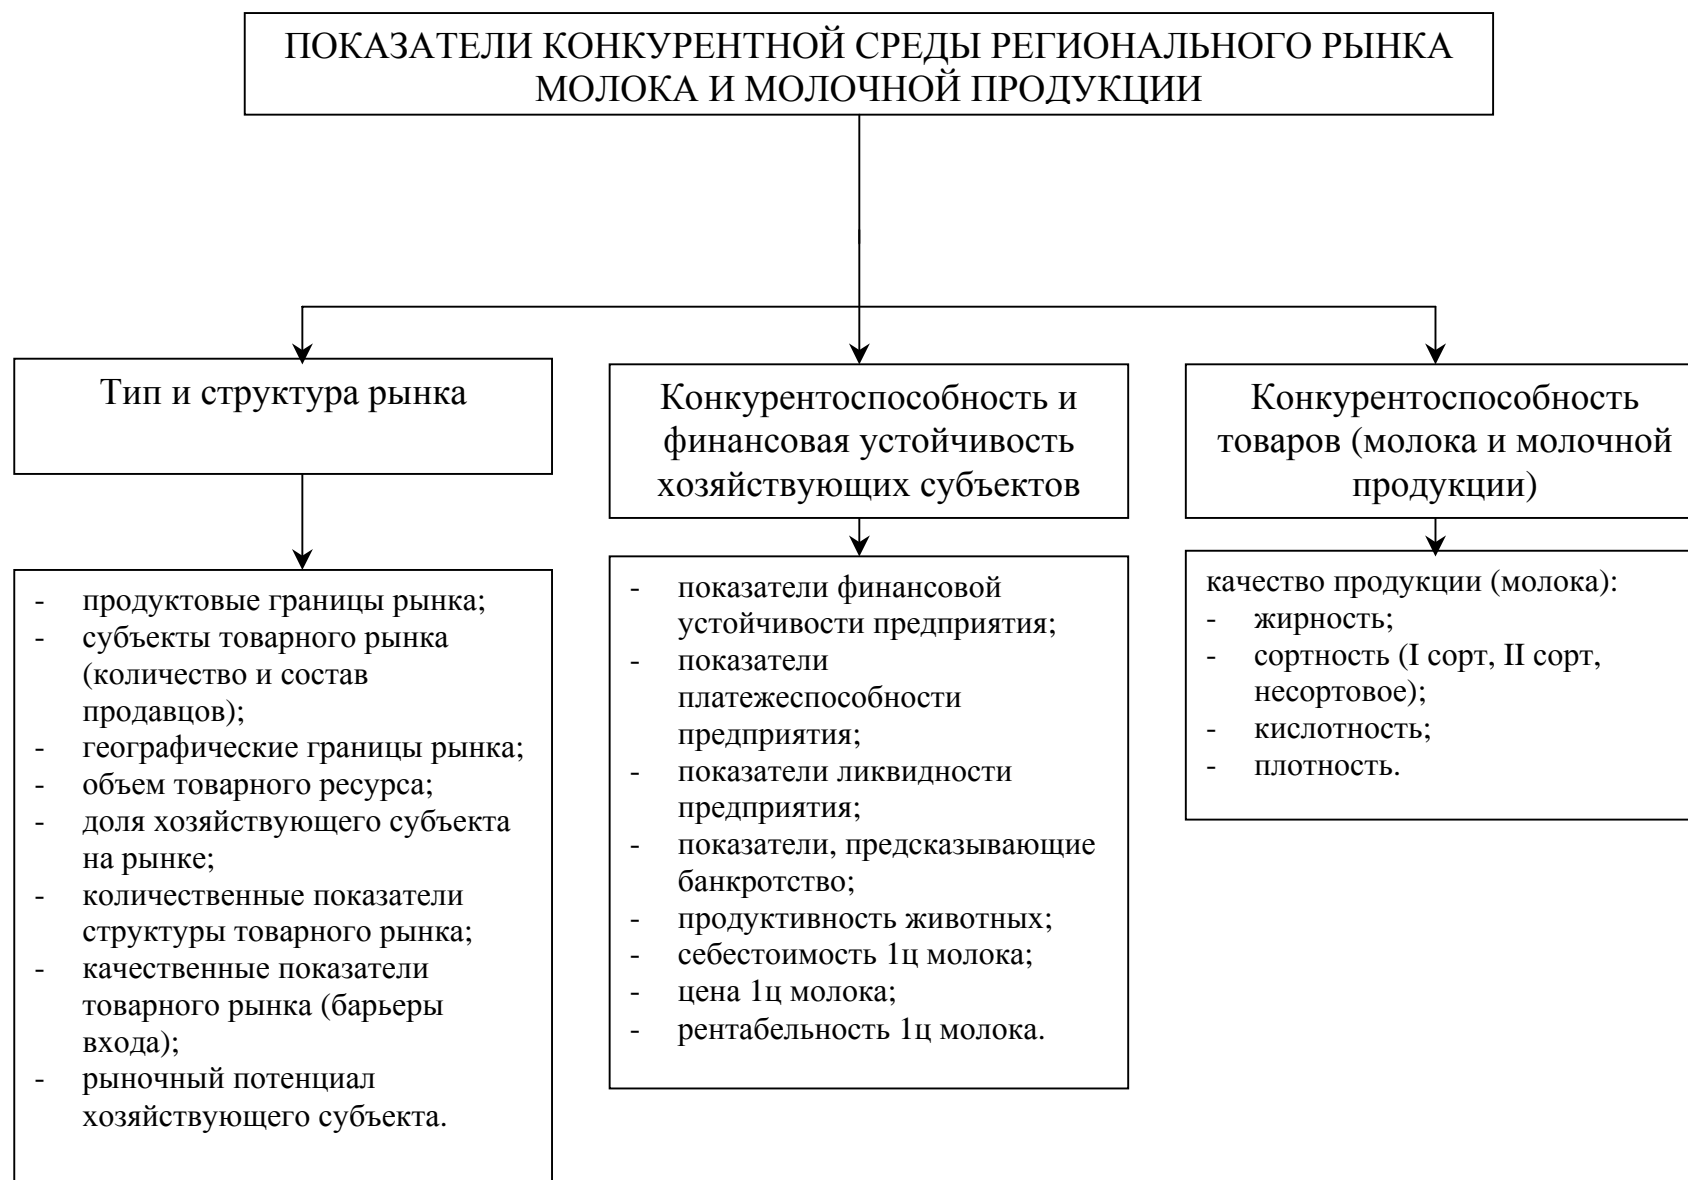 ПОКАЗАТЕЛИ КОНКУРЕНТНОЙ СРЕДЫ РЕГИОНАЛЬНОГО РЫНКА
МОЛОКА И МОЛОЧНОЙ ПРОДУКЦИИ
Тип и структура рынка
- продуктовые границы рынка;
- субъекты товарного рынка
(количество и состав
продавцов);
- географические границы рынка;
- объем товарного ресурса;
- доля хозяйствующего субъекта
на рынке;
- количественные показатели
структуры товарного рынка;
- качественные показатели
товарного рынка (барьеры
входа);
- рыночный потенциал
хозяйствующего субъекта.
Конкурентоспособность и
финансовая устойчивость
хозяйствующих субъектов
- показатели финансовой
устойчивости предприятия;
- показатели
платежеспособности
предприятия;
- показатели ликвидности
предприятия;
- показатели, предсказывающие
банкротство;
- продуктивность животных;
- себестоимость 1ц молока;
- цена 1ц молока;
- рентабельность 1ц молока.
Конкурентоспособность
товаров (молока и молочной
продукции)
качество продукции (молока):
- жирность;
- сортность (I сорт, II сорт,
несортовое);
- кислотность;
- плотность.